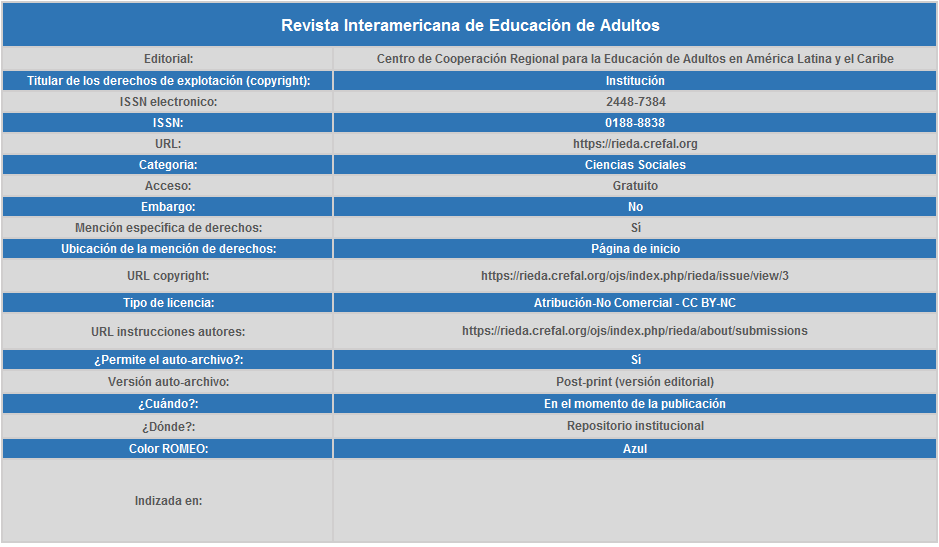 Revista Interamericana de Educación de Adultos
Editorial: Centro de Cooperación Regional para la Educación de Adultos en América Latina y el Caribe
Titular de los derechos de explotación (copyright): Institución
ISSN electronico: 2448-7384
ISSN: 0188-8838
URL: https://rieda.crefal.org
Categoría: Ciencias Sociales
Acceso: Gratuito
Embargo: No
Mención específica de derechos: Sí
Ubicación de la mención de derechos: Página de inicio
URL copyright: https://rieda.crefal.org/ojs/index.php/rieda/issue/view/3
Tipo de licencia: Atribución-No Comercial - CC BY-NC
URL instrucciones autores: https://rieda.crefal.org/ojs/index.php/rieda/about/submissions
¿Permite el auto-archivo?: Sí
Versión auto-archivo: Post-print (versión editorial)
¿Cuándo?: En el momento de la publicación
¿Dónde?: Repositorio institucional
Color ROMEO: Azul
Indizada en: